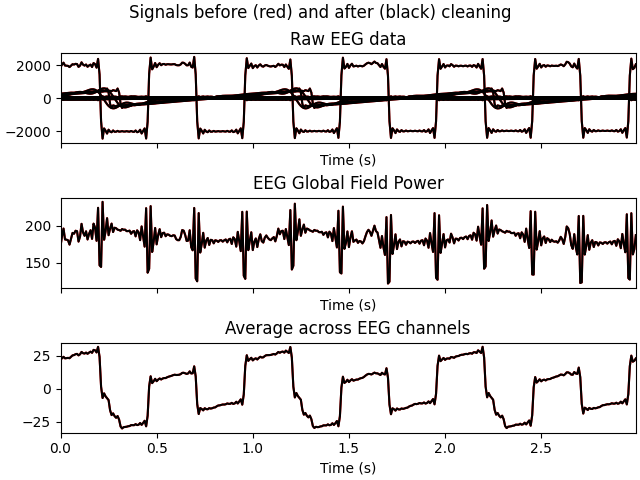 Signals before (red) and after (black) cleaning
Raw EEG data
2000
0
−2000
Time (s)
EEG Global Field Power
200
150
Time (s)
Average across EEG channels
25
0
−25
0.0 0.5 1.0 1.5 2.0 2.5
Time (s)